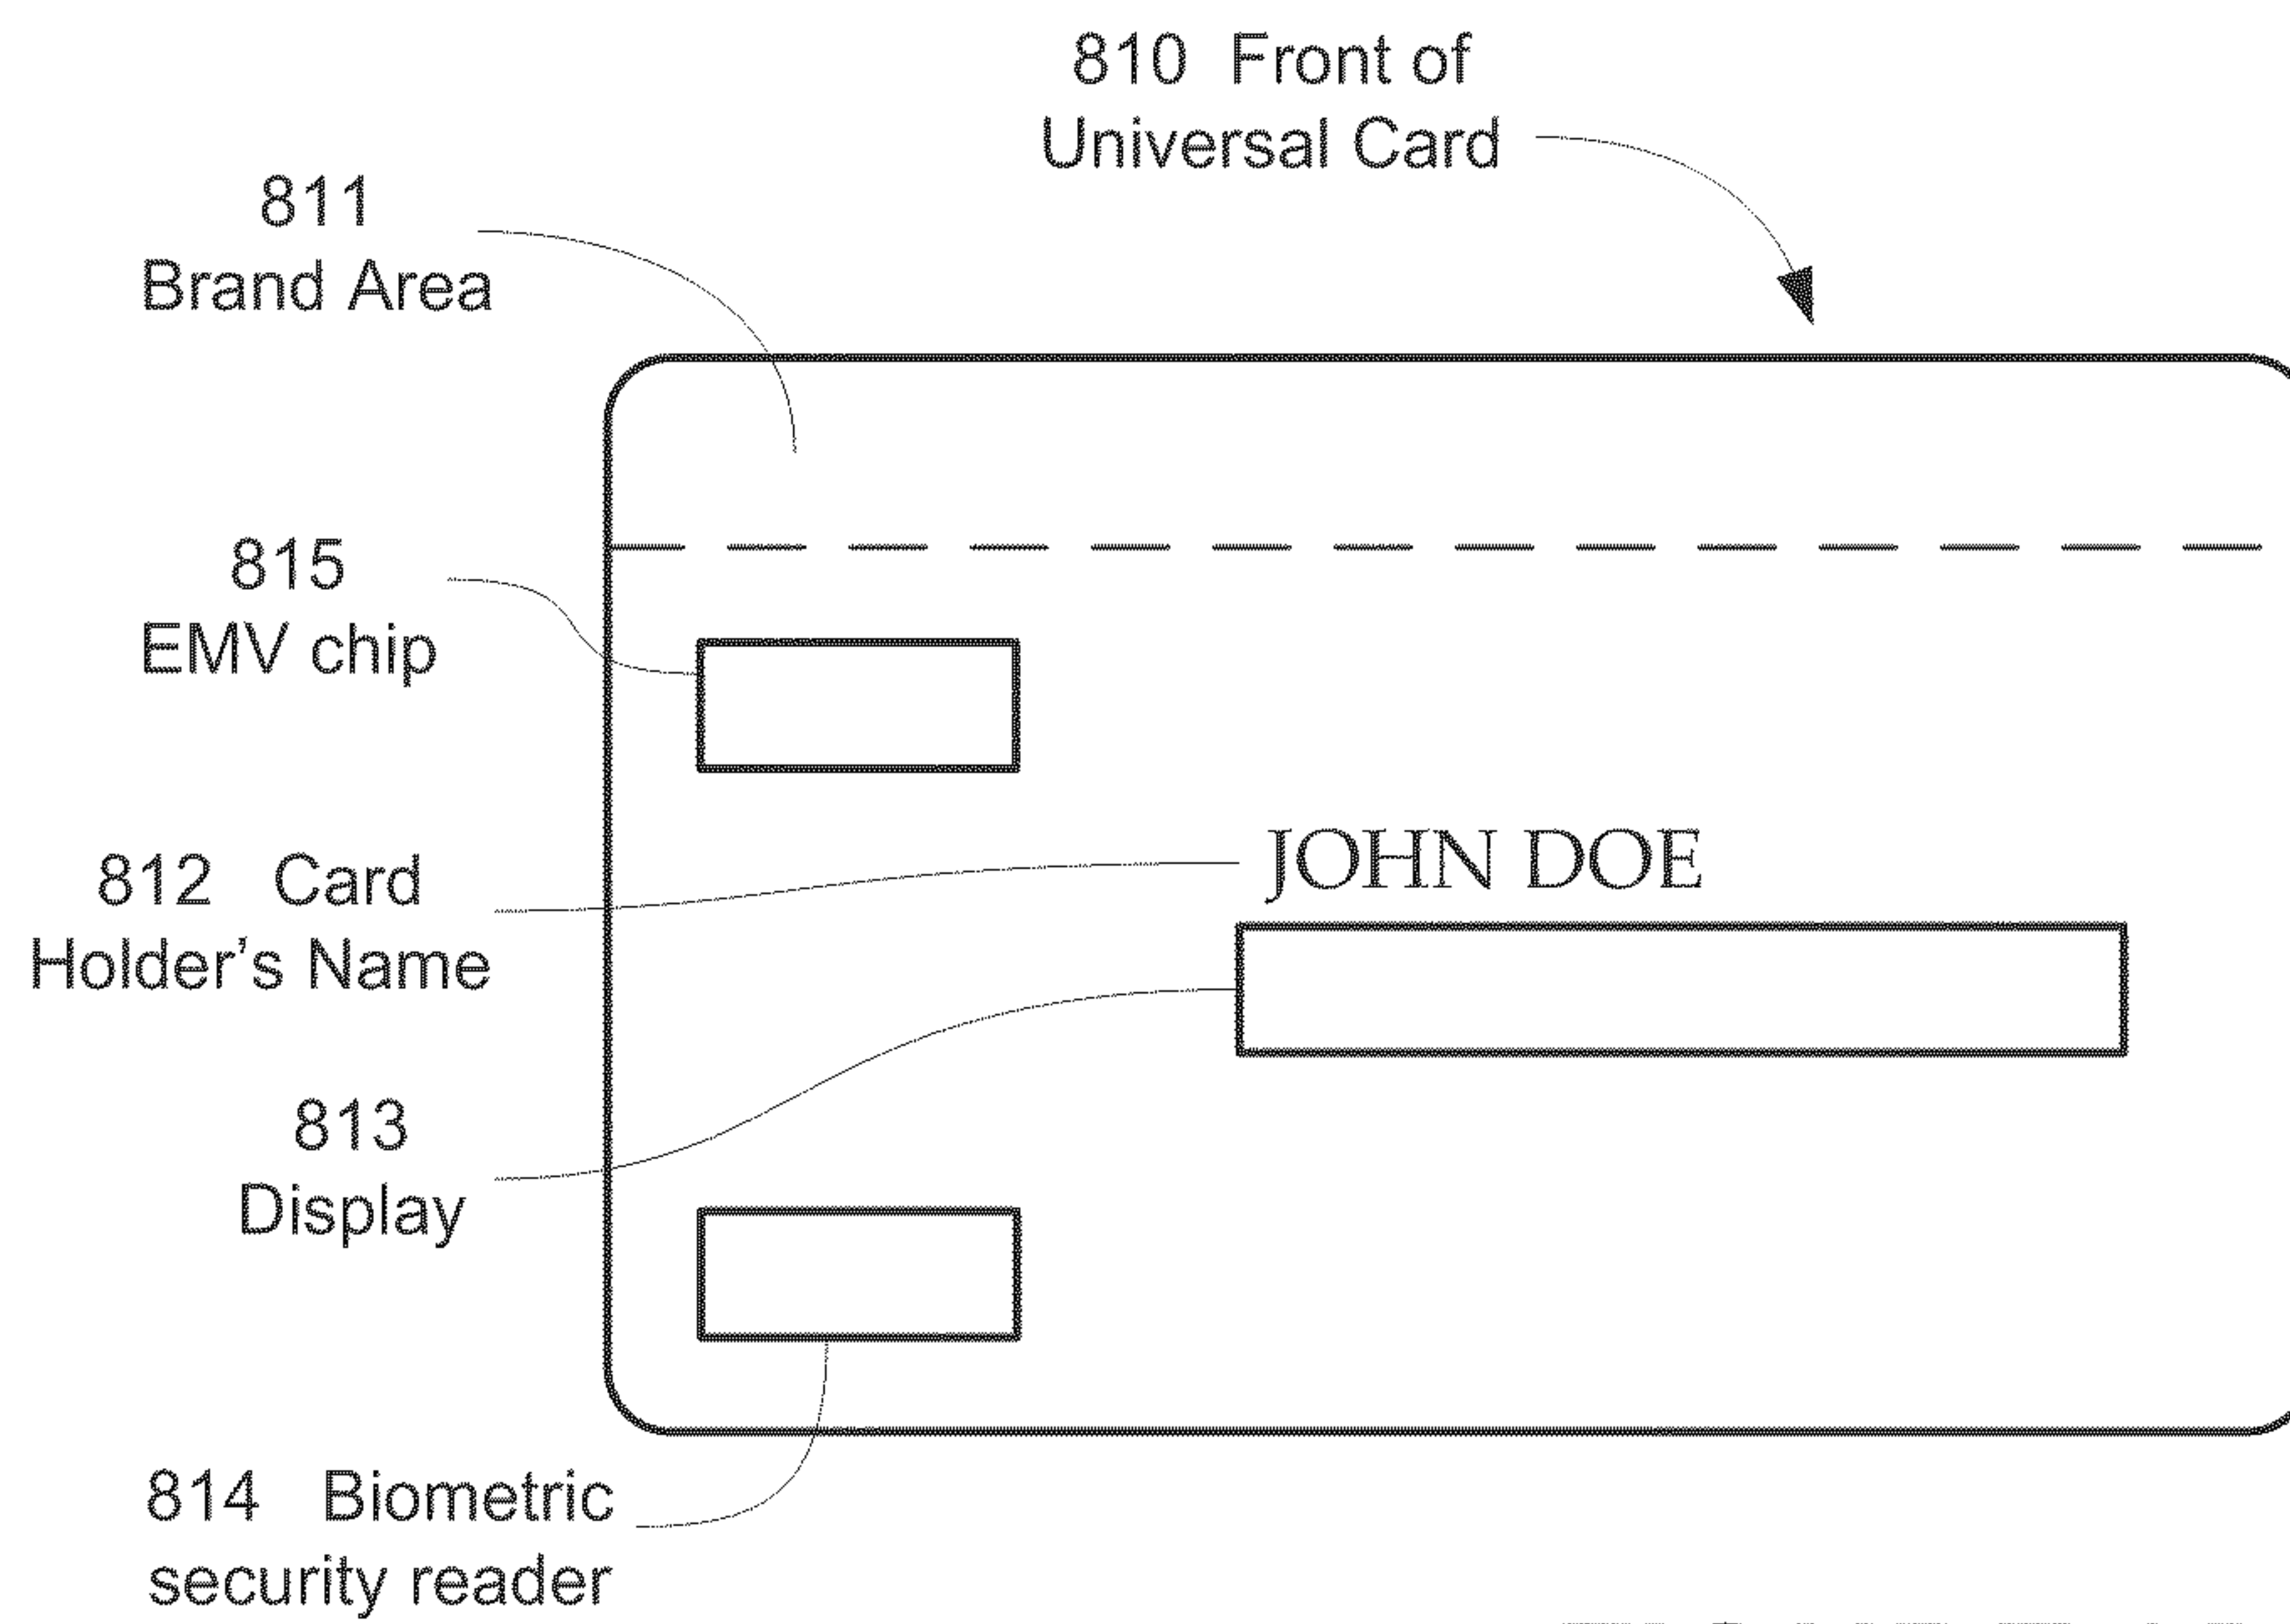 810 Front of
Universal Card
811
Brand Area
815
EMV chip
812 Card
Holder's Name
JOHN DOE
813
Display
814 Biometric
security reader